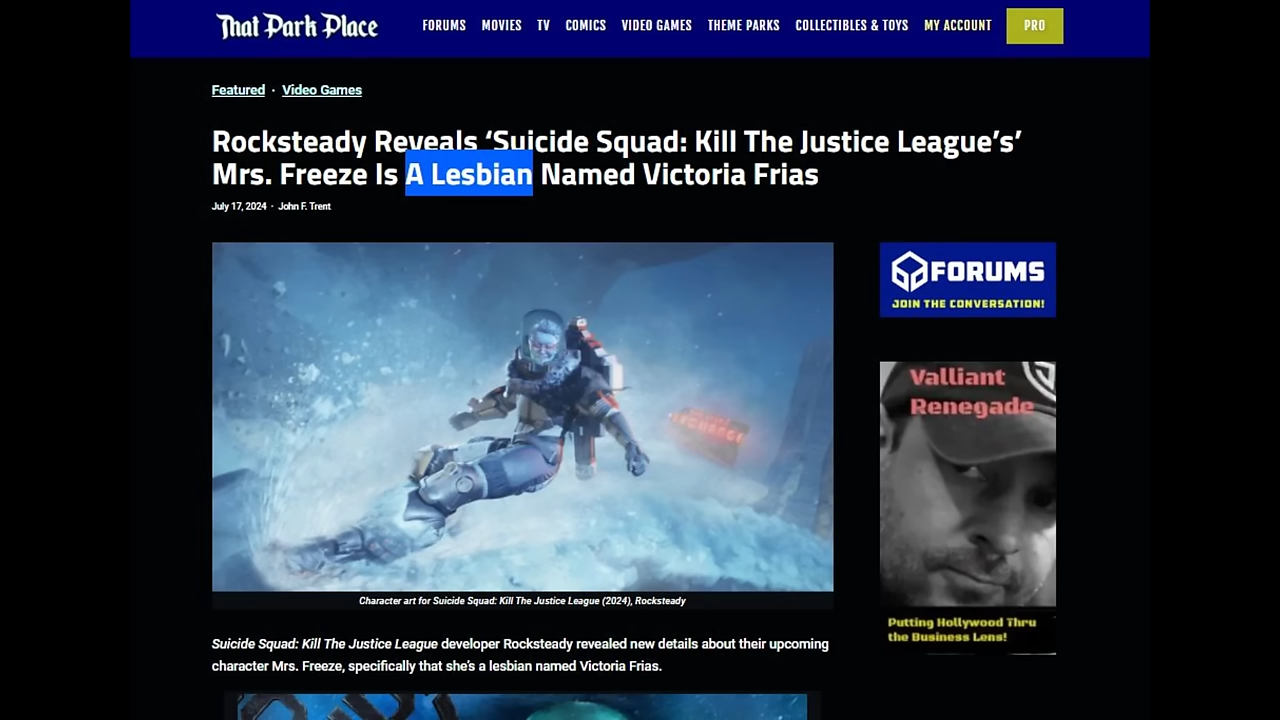 That Park Place
FORUMS MOVIES TV COMICS VIDEO GAMES THEME PARKS COLLECTIBLES & TOYS MY ACCOUNT PRO
Featured · Video Games
Rocksteady Reveals ‘Suicide Squad: Kill The Justice League’s’
Mrs. Freeze Is A Lesbian Named Victoria Frias
July 17, 2024 · John F. Trent
FORUMS
JOIN THE CONVERSATION!
Valliant
Renegade
Putting Hollywood Thru
the Business Lens!
Character art for Suicide Squad: Kill The Justice League (2024), Rocksteady
Suicide Squad: Kill The Justice League developer Rocksteady revealed new details about their upcoming
character Mrs. Freeze, specifically that she’s a lesbian named Victoria Frias.